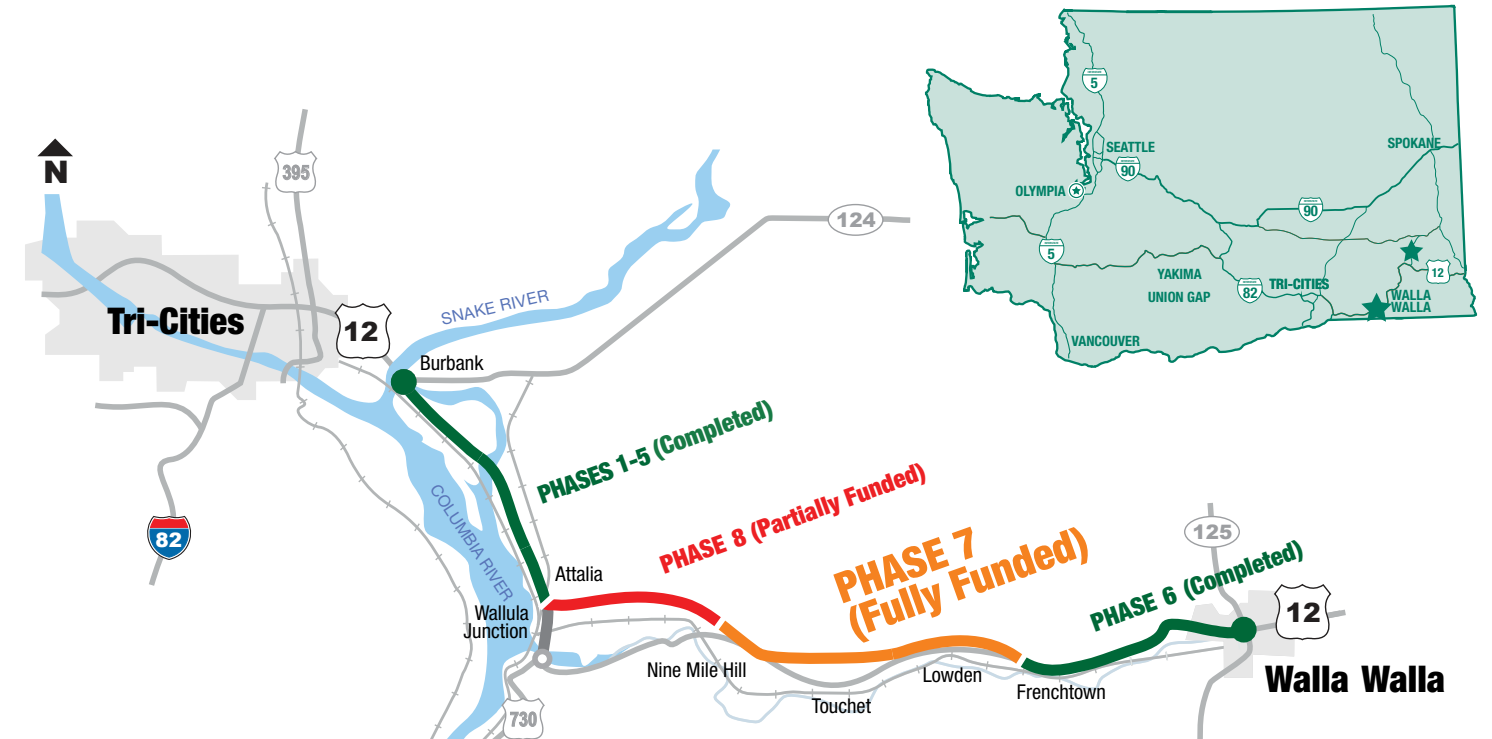 N
395
124
Tri-Cities
12
SNAKE RIVER
Burbank
82
COLUMBIA RIVER
PHASES 1-5 (Completed)
PHASE 8 (Partially Funded)
PHASE 7
(Fully Funded)
PHASE 6 (Completed)
125
12
Walla Walla
Attalia
Wallula
Junction
Nine Mile Hill
Touchet
Lowden
Frenchtown
730
5
SEATTLE
90
SPOKANE
OLYMPIA
90
5
YAKIMA
UNION GAP
82
TRI-CITIES
12
WALLA
WALLA
VANCOUVER